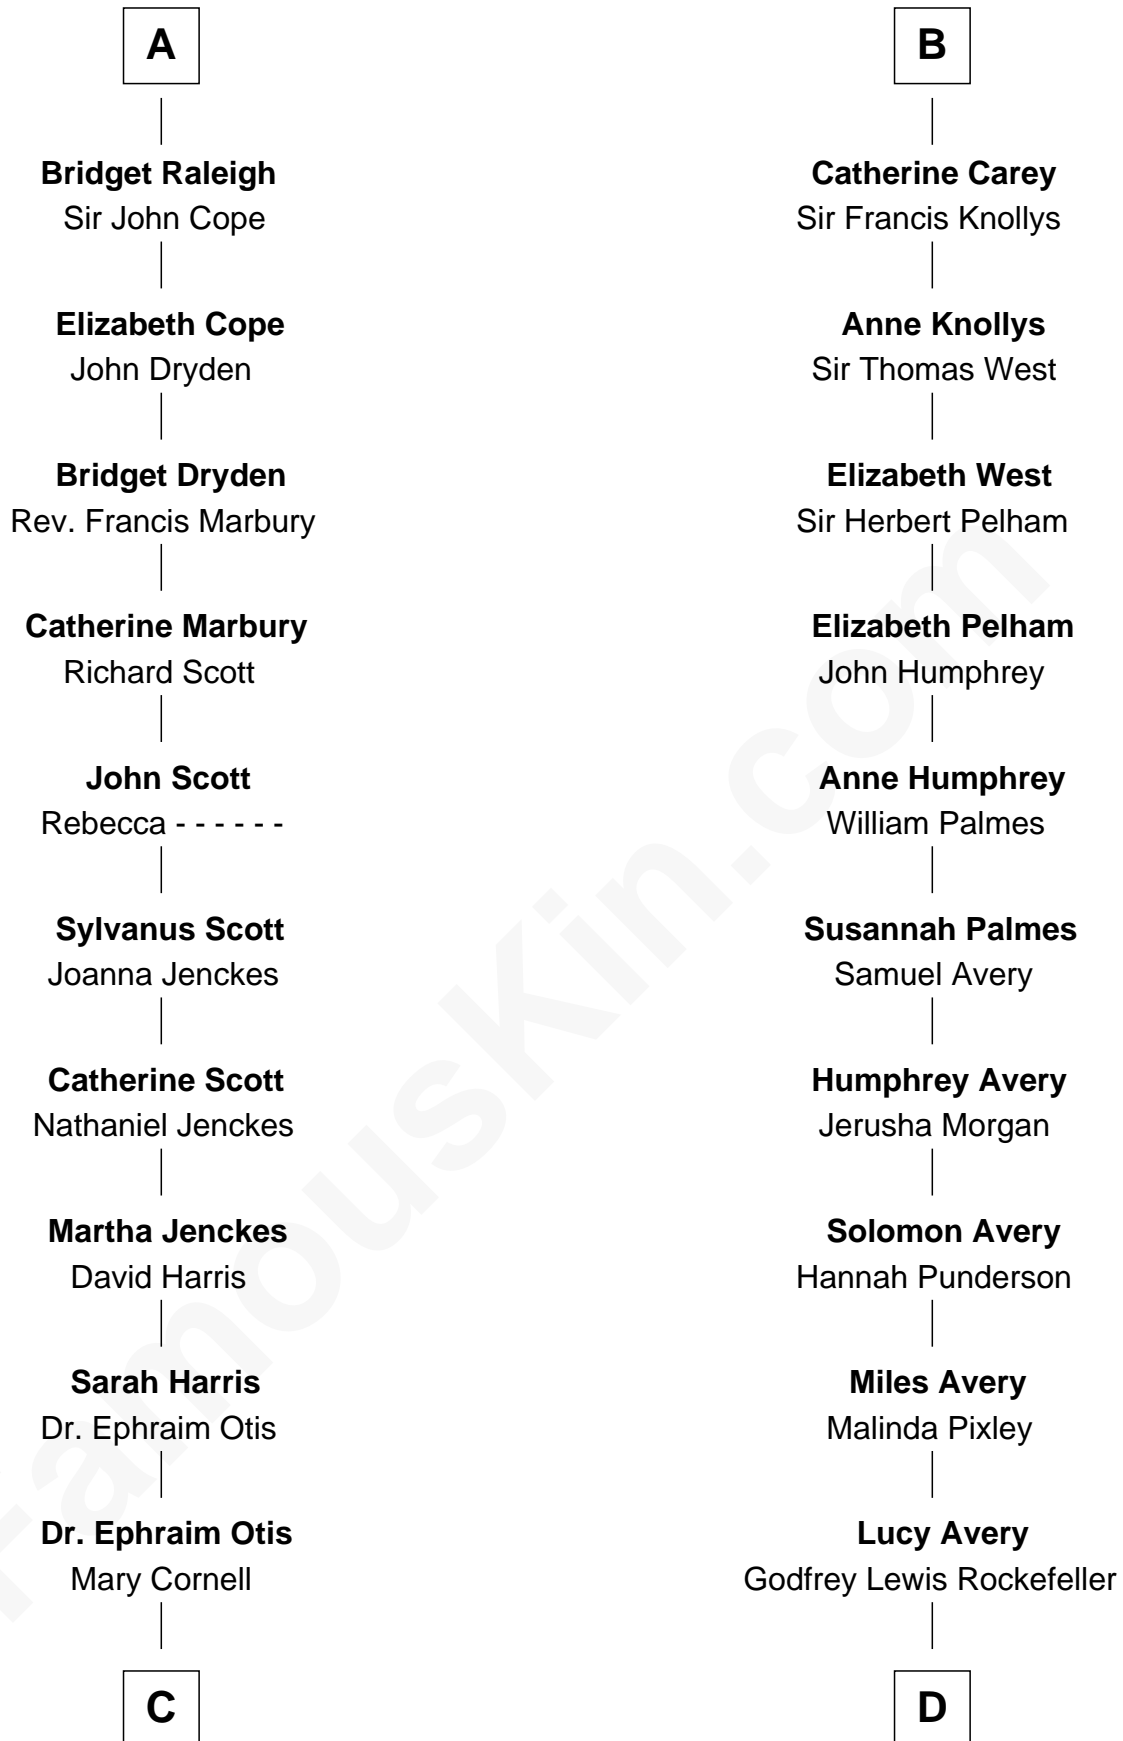 A
Bridget Raleigh
Sir John Cope
Elizabeth Cope
John Dryden
Bridget Dryden
Rev. Francis Marbury
Catherine Marbury
Richard Scott
John Scott
Rebecca - - - - - -
Sylvanus Scott
Joanna Jenckes
Catherine Scott
Nathaniel Jenckes
Martha Jenckes
David Harris
Sarah Harris
Dr. Ephraim Otis
Dr. Ephraim Otis
Mary Cornell
C
B
Catherine Carey
Sir Francis Knollys
Anne Knollys
Sir Thomas West
Elizabeth West
Sir Herbert Pelham
Elizabeth Pelham
John Humphrey
Anne Humphrey
William Palmes
Susannah Palmes
Samuel Avery
Humphrey Avery
Jerusha Morgan
Solomon Avery
Hannah Punderson
Miles Avery
Malinda Pixley
Lucy Avery
Godfrey Lewis Rockefeller
D
FamousKin.com